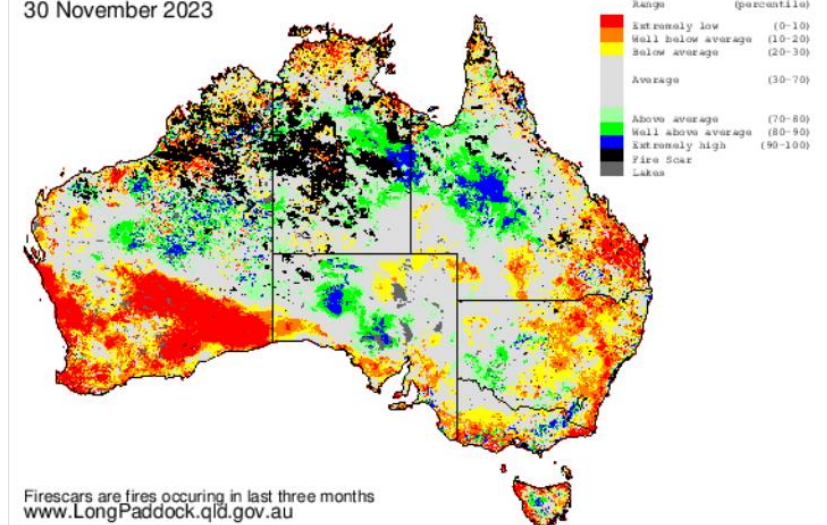 30 November 2023
Range (percentile)
Extremely low (0-10)
Well below average (10-20)
Below average (20-30)
Average (30-70)
Above average (70-80)
Well above average (80-90)
Extremely high (90-100)
Fire Scar
Lakes
Firescars are fires occuring in last three months
www.LongPaddock.qld.gov.au